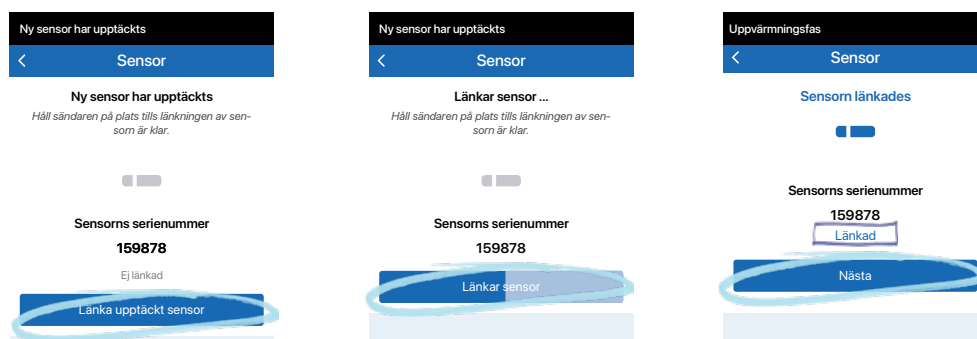 Ny sensor har upptäckts
Sensor
Ny sensor har upptäckts
Håll sändaren på plats tills länkningen av sen-
sorn är klar.
Sensorns serienummer
159878
Ej länkad
Länka upptäckt sensor
Ny sensor har upptäckts
Sensor
Länkar sensor ...
Håll sändaren på plats tills länkningen av sen-
sorn är klar.
Sensorns serienummer
159878
Länkar sensor
Uppvärmningsfas
Sensor
Sensorn länkades
Sensorns serienummer
159878
Länkad
Nästa